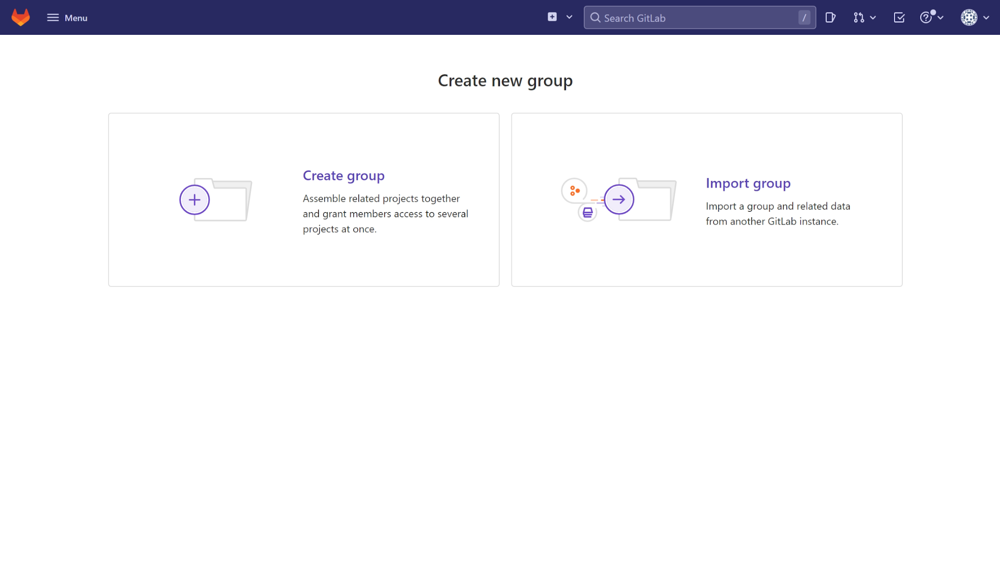 Menu
Search GitLab
/
Create new group
Create group
Assemble related projects together
and grant members access to several
projects at once.
Import group
Import a group and related data
from another GitLab instance.